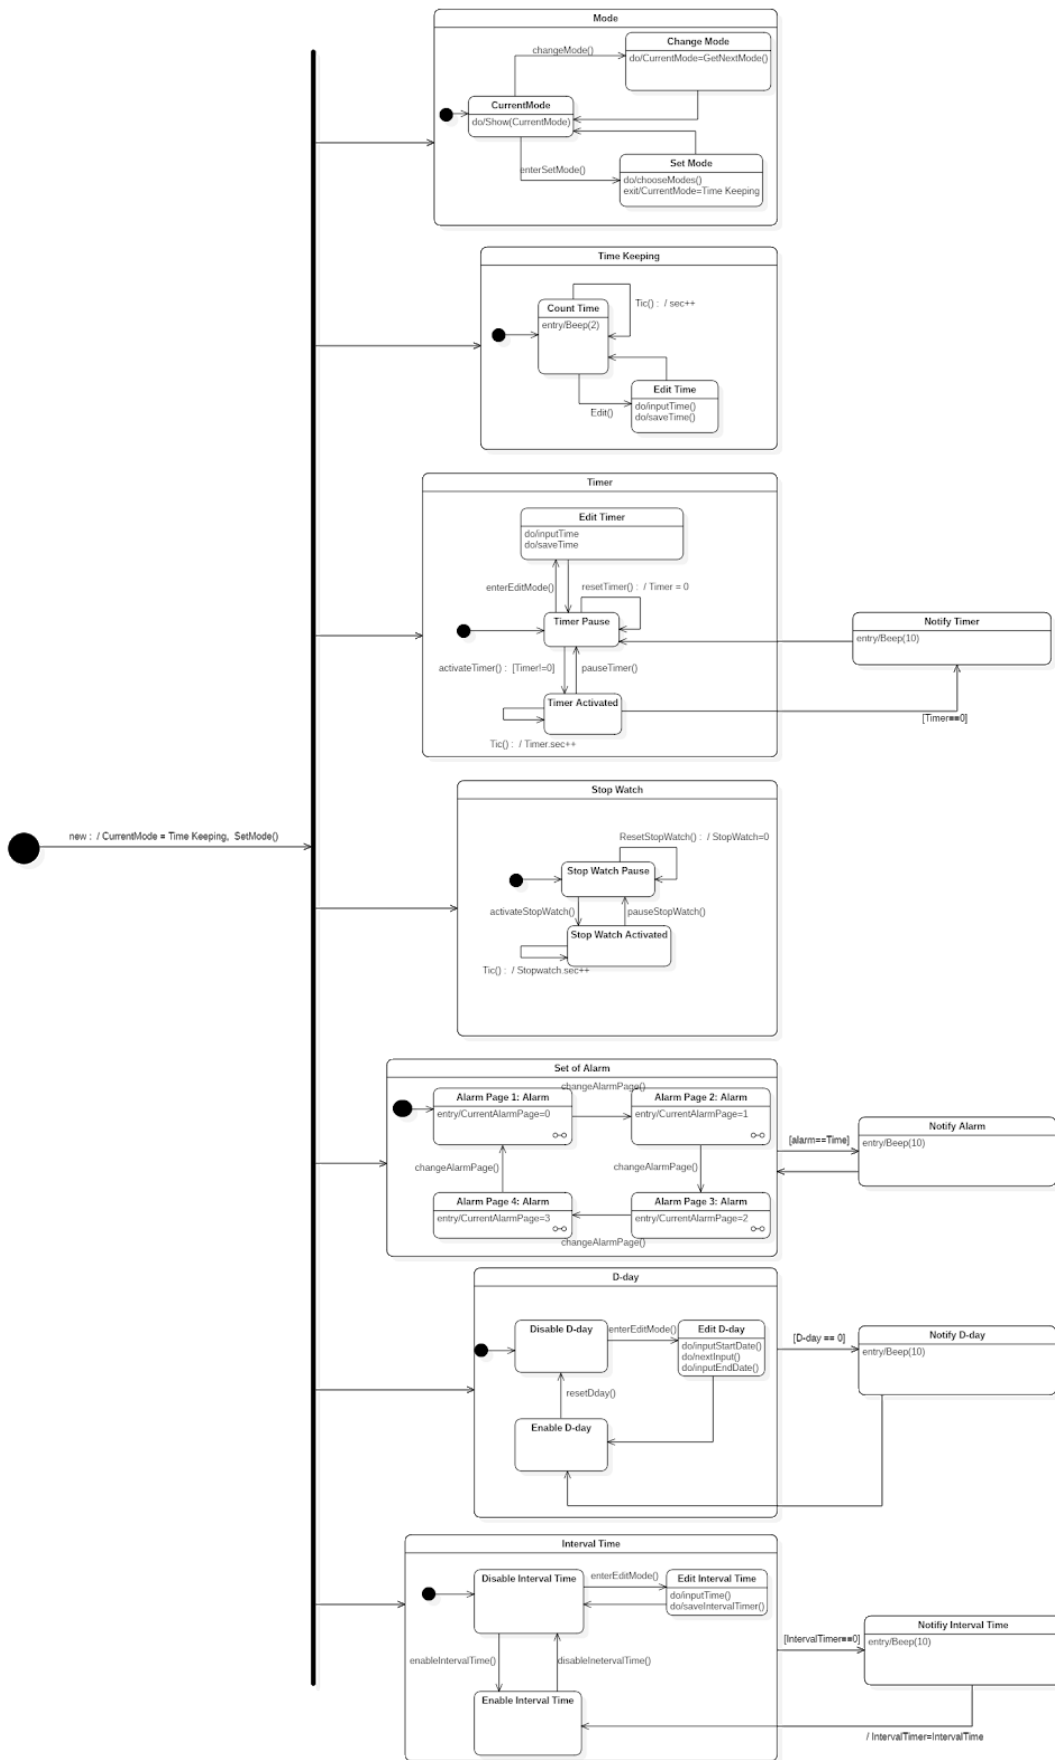 Mode
Change Mode
do/CurrentMode=GetNextMode()
changeMode()
CurrentMode
do/Show(CurrentMode)
enterSetMode()
Set Mode
do/chooseModes()
exit/CurrentMode=Time Keeping
Time Keeping
Tic() : / sec++
Count Time
entry/Beep(2)
Edit()
Edit Time
do/inputTime()
do/saveTime()
Timer
Edit Timer
do/inputTime
do/saveTime
enterEditMode()
resetTimer() : / Timer = 0
Timer Pause
activateTimer() : [Timer!=0]
pauseTimer()
Timer Activated
Tic() : / Timer.sec++
Notify Timer
entry/Beep(10)
[Timer==0]
new : / CurrentMode = Time Keeping, SetMode()
Stop Watch
ResetStopWatch() : / StopWatch=0
Stop Watch Pause
activateStopWatch()
pauseStopWatch()
Stop Watch Activated
Tic() : / Stopwatch.sec++
Set of Alarm
changeAlarmPage()
Alarm Page 1: Alarm
entry/CurrentAlarmPage=0
Alarm Page 2: Alarm
entry/CurrentAlarmPage=1
changeAlarmPage()
changeAlarmPage()
Alarm Page 4: Alarm
entry/CurrentAlarmPage=3
Alarm Page 3: Alarm
entry/CurrentAlarmPage=2
changeAlarmPage()
[alarm==Time]
Notify Alarm
entry/Beep(10)
D-day
Disable D-day
enterEditMode()
Edit D-day
do/inputStartDate()
do/nextInput()
do/inputEndDate()
resetDday()
Enable D-day
[D-day == 0]
Notify D-day
entry/Beep(10)
Interval Time
Disable Interval Time
enterEditMode()
Edit Interval Time
do/inputTime()
do/saveIntervalTimer()
enableIntervalTime()
disableInetervalTime()
Enable Interval Time
[IntervalTimer==0]
Notifiy Interval Time
entry/Beep(10)
/ IntervalTimer=IntervalTime